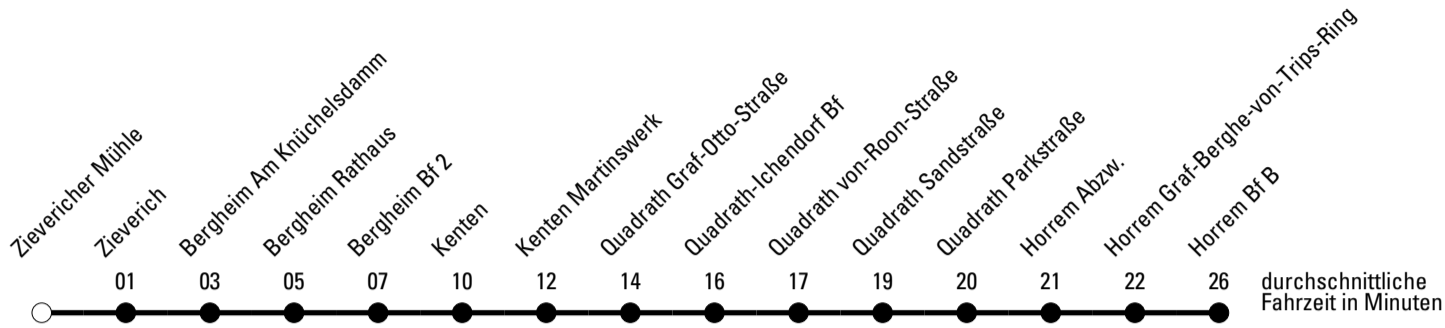 Zievericher Mühle
Zieverich
Bergheim Am Knüchelsdamm
Bergheim Rathaus
Bergheim Bf 2
Kenten
Kenten Martinswerk
Quadrath Graf-Otto-Straße
Quadrath-Ichendorf Bf
Quadrath von-Roon-Straße
Quadrath Sandstraße
Quadrath Parkstraße
Horrem Abzw.
Horrem Graf-Berghe-von-Trips-Ring
Horrem Bf B
01 03 05 07 10 12 14 16 17 19 20 21 22 26
durchschnittliche
Fahrzeit in Minuten